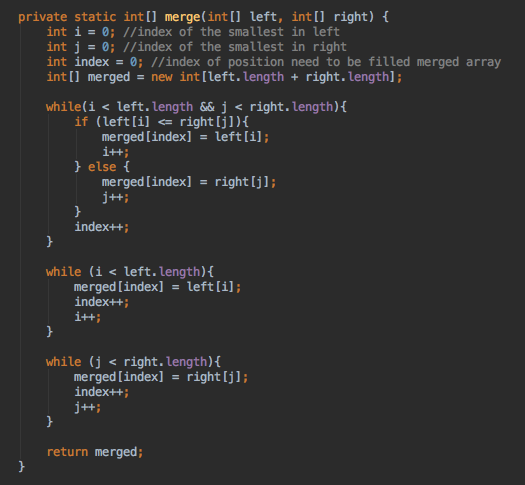 private static int[] merge(int[] left, int[] right) {
    int i = 0; //index of the smallest in left
    int j = 0; //index of the smallest in right
    int index = 0; //index of position need to be filled merged array
    int[] merged = new int[left.length + right.length];

    while(i < left.length && j < right.length){
        if (left[i] <= right[j]){
            merged[index] = left[i];
            i++;
        } else {
            merged[index] = right[j];
            j++;
        }
        index++;
    }

    while (i < left.length){
        merged[index] = left[i];
        index++;
        i++;
    }

    while (j < right.length){
        merged[index] = right[j];
        index++;
        j++;
    }

    return merged;
}